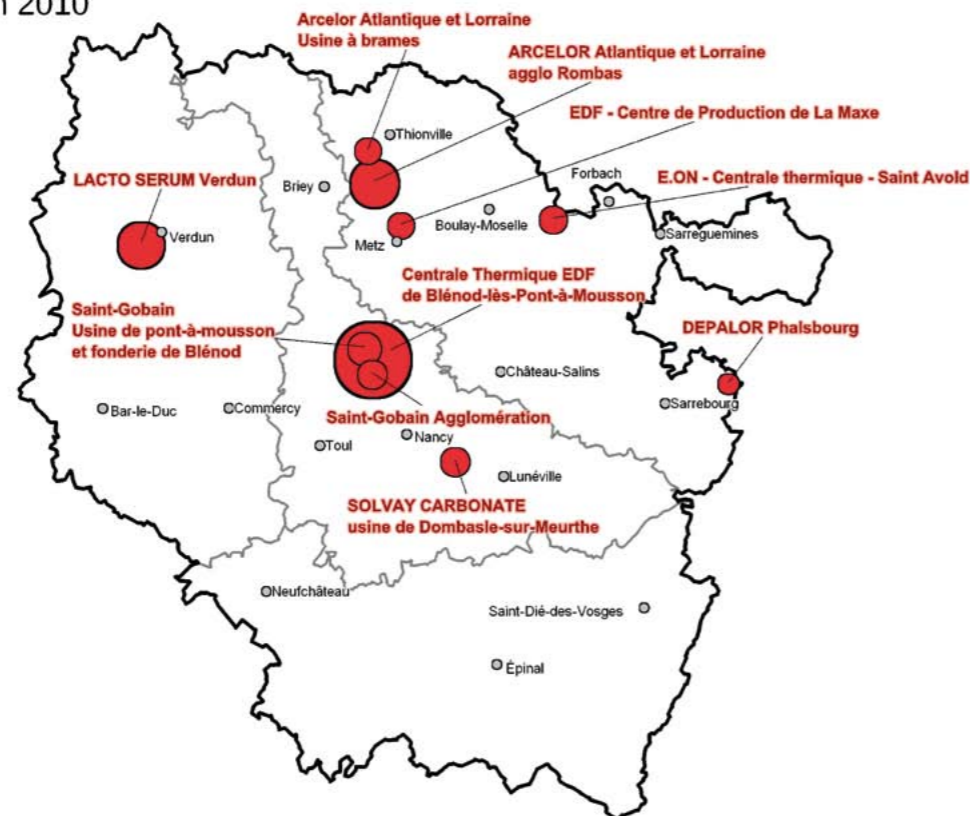 n 2010
Arcelor Atlantique et Lorraine
Usine à brames
ARCELOR Atlantique et Lorraine
agglo Rombas
EDF - Centre de Production de La Maxe
Thionville
Forbach
E.ON - Centrale thermique - Saint Avold
LACTO SERUM Verdun
Briey
Verdun
Boulay-Moselle
Metz
Sarreguemines
Centrale Thermique EDF
de Blénod-lès-Pont-à-Mousson
Saint-Gobain
Usine de pont-à-mousson
et fonderie de Blénod
DEPALOR Phalsbourg
Château-Salins
Bar-le-Duc
Commercy
Sarrebourg
Saint-Gobain Agglomération
Nancy
Toul
Lunéville
SOLVAY CARBONATE
usine de Dombasle-sur-Meurthe
Neufchâteau
Saint-Dié-des-Vosges
Épinal